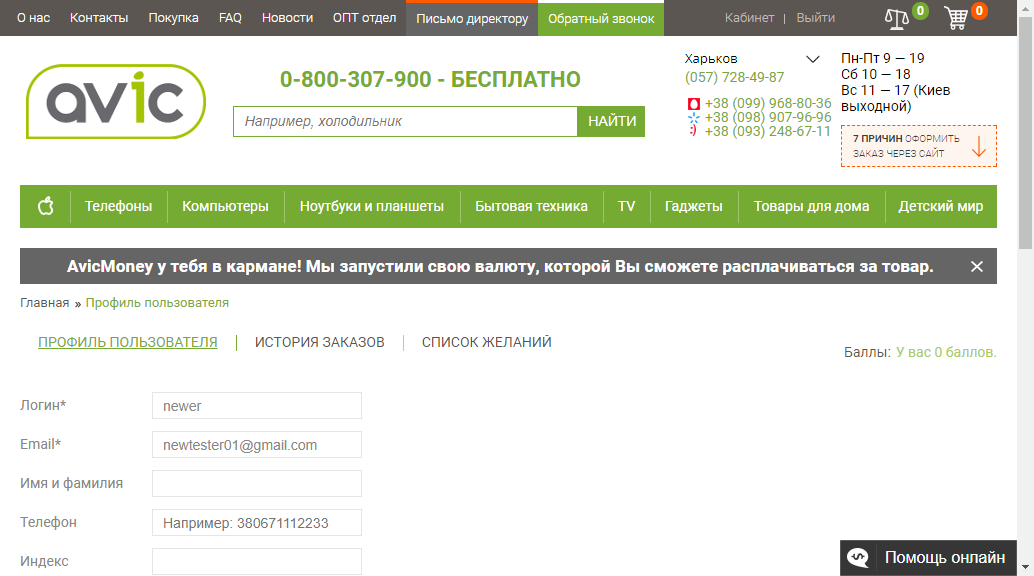 О нас Контакты Покупка FAQ Новости ОПТ отдел Письмо директору Обратный звонок Кабинет | Выйти 0 0
avic
0-800-307-900 - БЕСПЛАТНО
Например, холодильник НАЙТИ
Харьков
(057) 728-49-87
+38 (099) 968-80-36
+38 (098) 907-96-96
+38 (093) 248-67-11
Пн-Пт 9 — 19
Сб 10 — 18
Вс 11 — 17 (Киев
выходной)
7 ПРИЧИН ОФОРМИТЬ
ЗАКАЗ ЧЕРЕЗ САЙТ
Телефоны Компьютеры Ноутбуки и планшеты Бытовая техника TV Гаджеты Товары для дома Детский мир
AvicMoney у тебя в кармане! Мы запустили свою валюту, которой Вы сможете расплачиваться за товар.
Главная » Профиль пользователя
ПРОФИЛЬ ПОЛЬЗОВАТЕЛЯ ИСТОРИЯ ЗАКАЗОВ СПИСОК ЖЕЛАНИЙ
Баллы: У вас 0 баллов.
Логин* newer
Email* newtester01@gmail.com
Имя и фамилия
Телефон Например: 380671112233
Индекс
Помощь онлайн